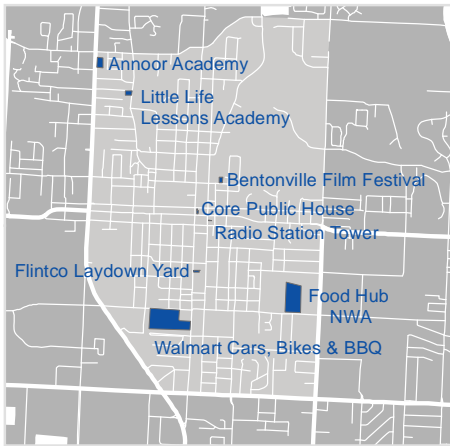 Annoor Academy
Little Life
Lessons Academy
Bentonville Film Festival
Core Public House
Radio Station Tower
Flintco Laydown Yard
Food Hub
NWA
Walmart Cars, Bikes & BBQ